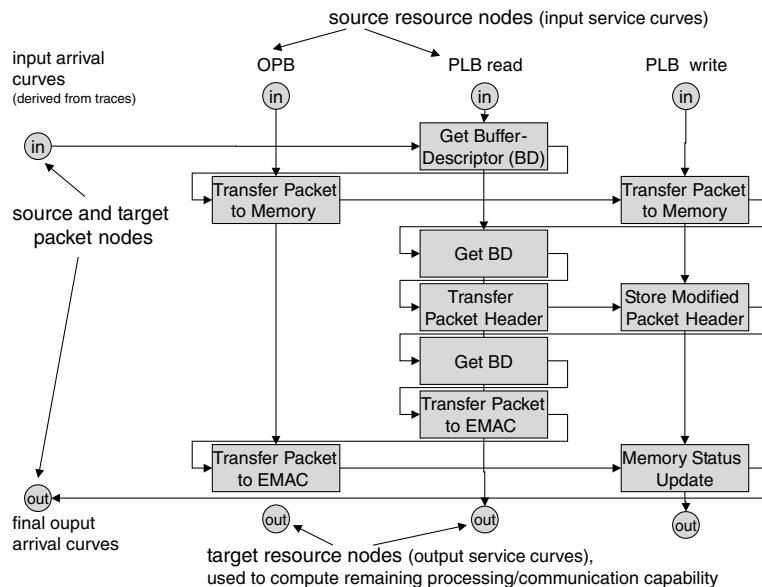 source resource nodes (input service curves)
input arrival
curves
(derived from traces)
OPB
PLB read
PLB write
in
in
in
in
Get Buffer-
Descriptor (BD)
Transfer Packet
to Memory
Transfer Packet
to Memory
source and target
packet nodes
Get BD
Transfer
Packet Header
Store Modified
Packet Header
Get BD
Transfer Packet
to EMAC
Transfer Packet
to EMAC
Memory Status
Update
out
final ouput
arrival curves
out
out
out
target resource nodes (output service curves),
used to compute remaining processing/communication capability